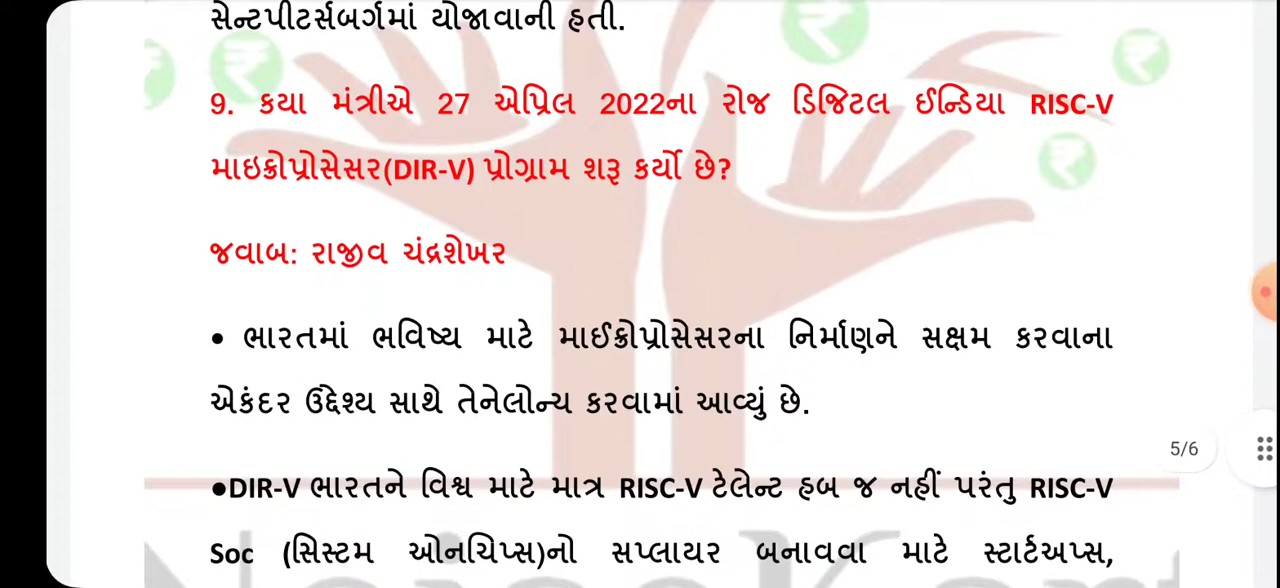 સેન્ટપીટર્સબર્ગમાં યોજાવાની હતી.
9. કયા મંત્રીએ 27 એપ્રિલ 2022ના રોજ ડિજિટલ ઈન્ડિયા RISC-V
માઇક્રોપ્રોસેસર(DIR-V) પ્રોગ્રામ શરૂ કર્યો છે?
જવાબ: રાજીવ ચંદ્રશેખર
• ભારતમાં ભવિષ્ય માટે માઈક્રોપ્રોસેસરના નિર્માણને સક્ષમ કરવાના
એકંદર ઉદ્દેશ્ય સાથે તેનેલોન્ચ કરવામાં આવ્યું છે.
5/6
●DIR-V ભારતને વિશ્વ માટે માત્ર RISC-V ટેલેન્ટ હબ જ નહીં પરંતુ RISC-V
Soc (સિસ્ટમ ઓનચિપ્સ)નો સપ્લાયર બનાવવા માટે સ્ટાર્ટઅપ્સ,